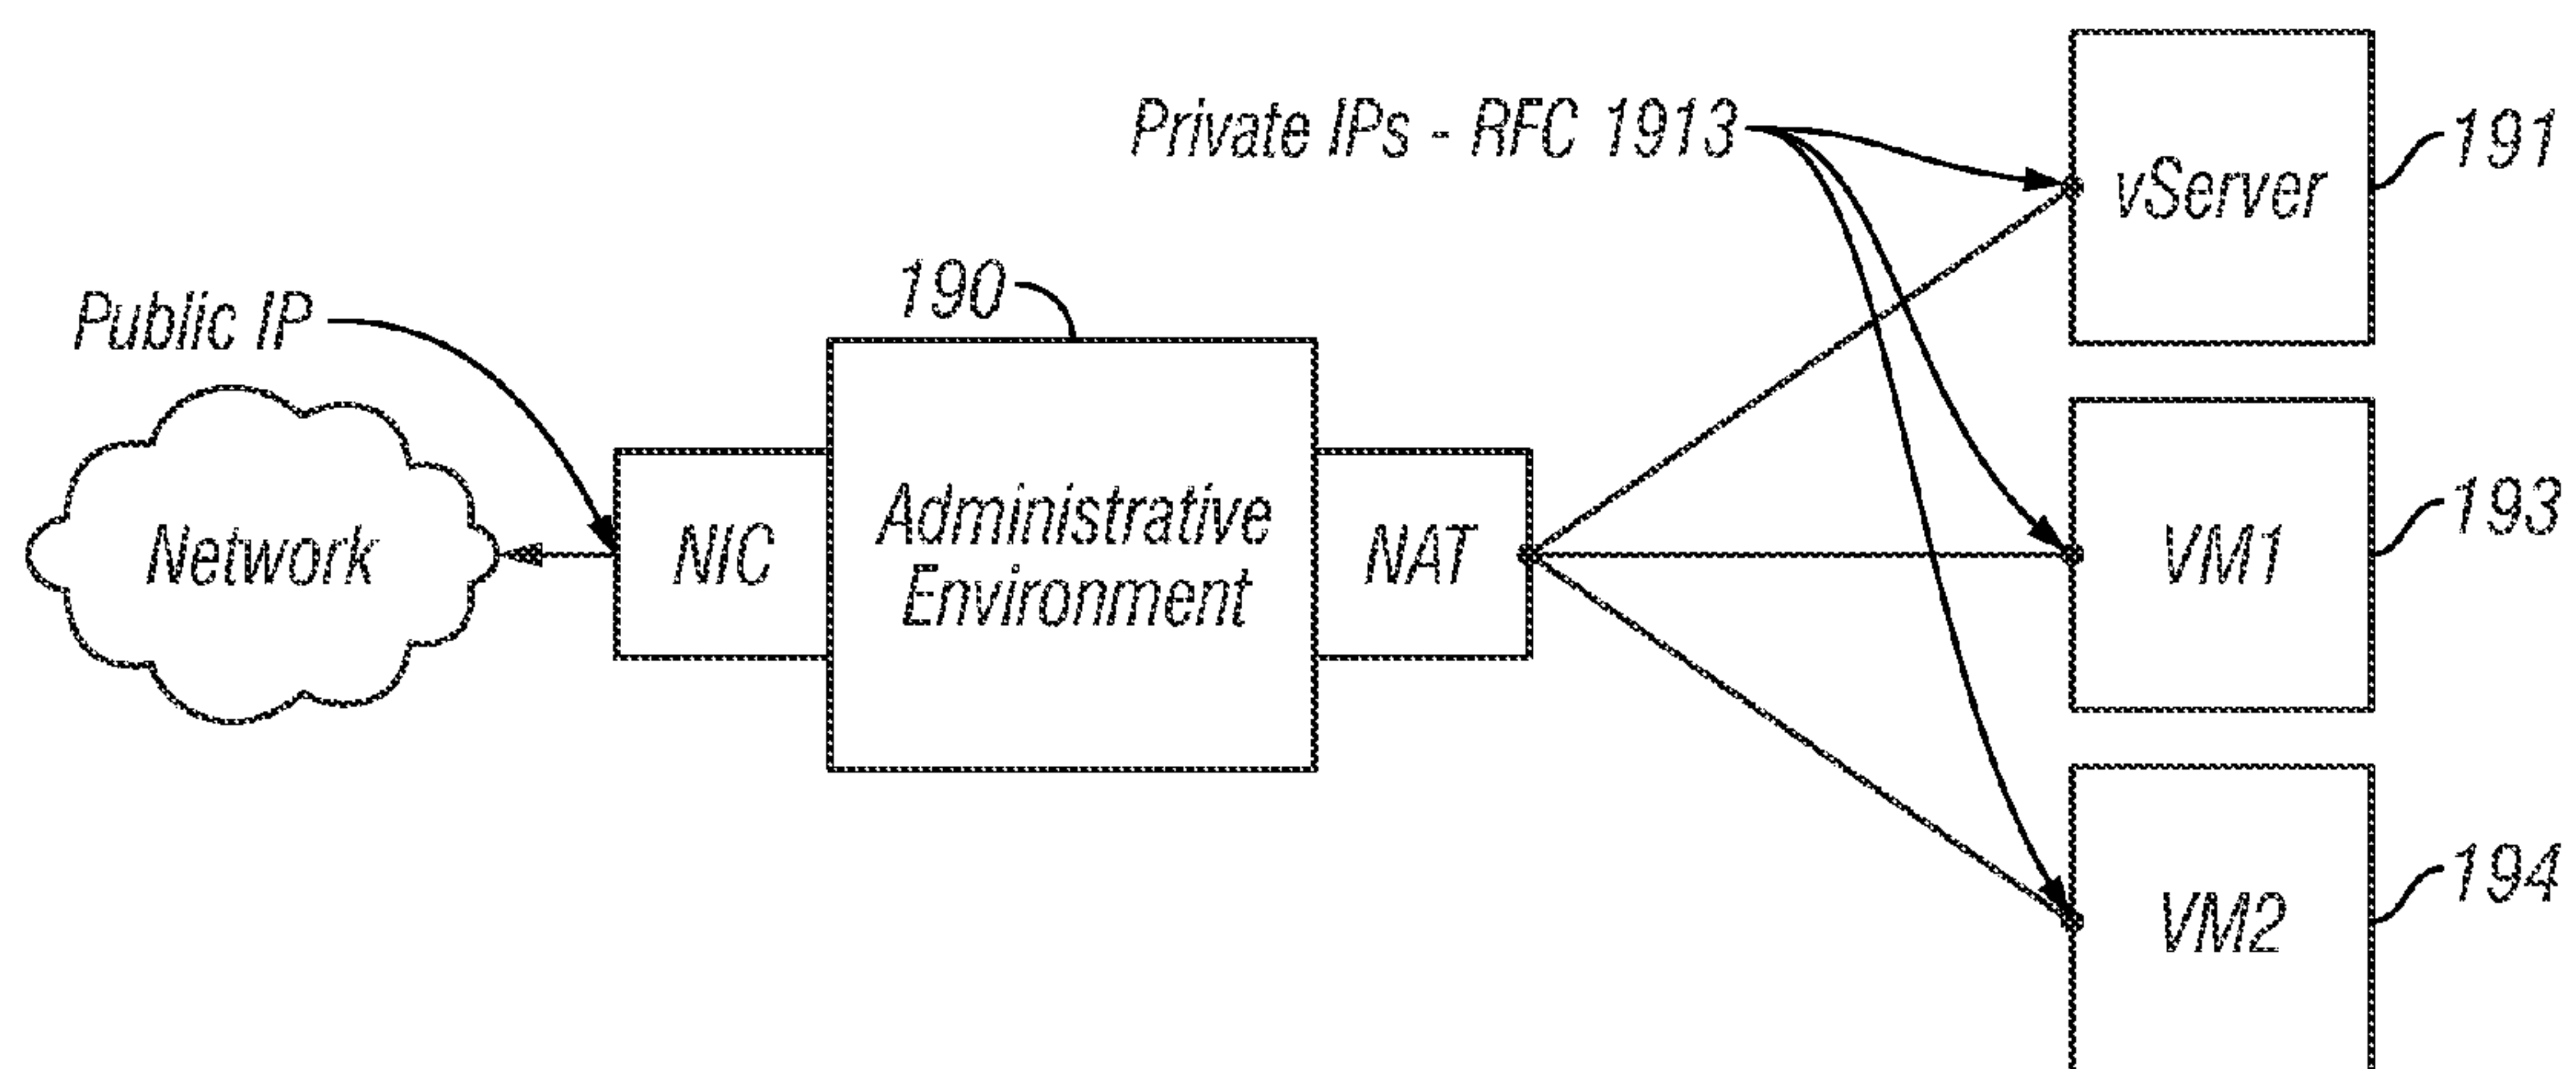 Private IPs - RFC 1913
vServer
191
Public IP
190
Network
NIC
Administrative
Environment
NAT
VM1
193
VM2
194